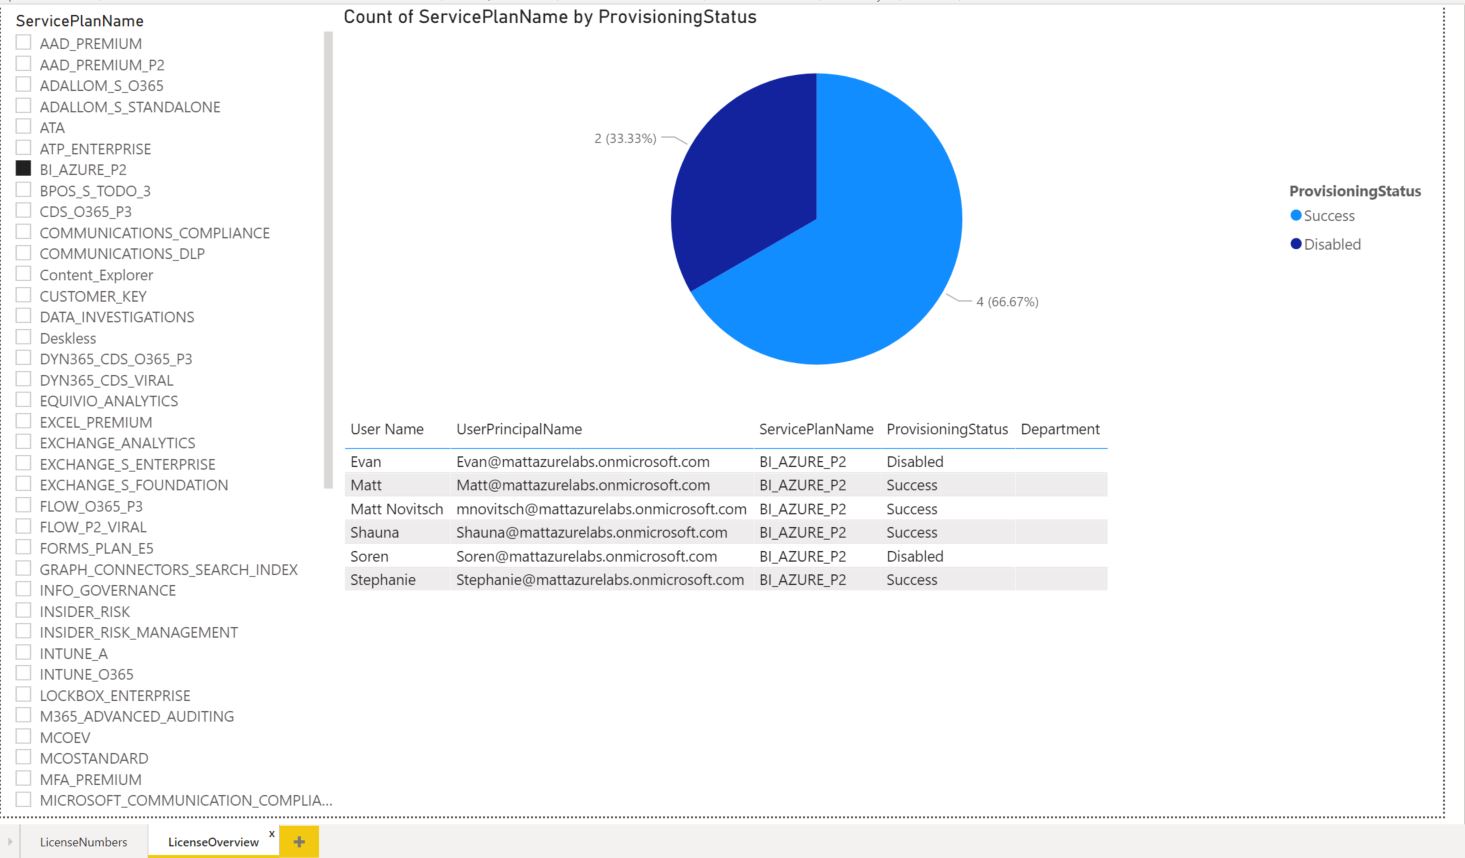 ServicePlanName
AAD_PREMIUM
AAD_PREMIUM_P2
ADALLOM_S_O365
ADALLOM_S_STANDALONE
ATA
ATP_ENTERPRISE
BI_AZURE_P2
BPOS_S_TODO_3
CDS_O365_P3
COMMUNICATIONS_COMPLIANCE
COMMUNICATIONS_DLP
Content_Explorer
CUSTOMER_KEY
DATA_INVESTIGATIONS
Deskless
DYN365_CDS_O365_P3
DYN365_CDS_VIRAL
EQUIVIO_ANALYTICS
EXCEL_PREMIUM
EXCHANGE_ANALYTICS
EXCHANGE_S_ENTERPRISE
EXCHANGE_S_FOUNDATION
FLOW_O365_P3
FLOW_P2_VIRAL
FORMS_PLAN_E5
GRAPH_CONNECTORS_SEARCH_INDEX
INFO_GOVERNANCE
INSIDER_RISK
INSIDER_RISK_MANAGEMENT
INTUNE_A
INTUNE_O365
LOCKBOX_ENTERPRISE
M365_ADVANCED_AUDITING
MCOEV
MCOSTANDARD
MFA_PREMIUM
MICROSOFT_COMMUNICATION_COMPLIA...
Count of ServicePlanName by ProvisioningStatus
2 (33.33%)
4 (66.67%)
ProvisioningStatus
Success
Disabled
User Name UserPrincipalName ServicePlanName ProvisioningStatus Department
Evan Evan@mattazurelabs.onmicrosoft.com BI_AZURE_P2 Disabled
Matt Matt@mattazurelabs.onmicrosoft.com BI_AZURE_P2 Success
Matt Novitsch mnovitsch@mattazurelabs.onmicrosoft.com BI_AZURE_P2 Success
Shauna Shauna@mattazurelabs.onmicrosoft.com BI_AZURE_P2 Success
Soren Soren@mattazurelabs.onmicrosoft.com BI_AZURE_P2 Disabled
Stephanie Stephanie@mattazurelabs.onmicrosoft.com BI_AZURE_P2 Success
LicenseNumbers LicenseOverview x +